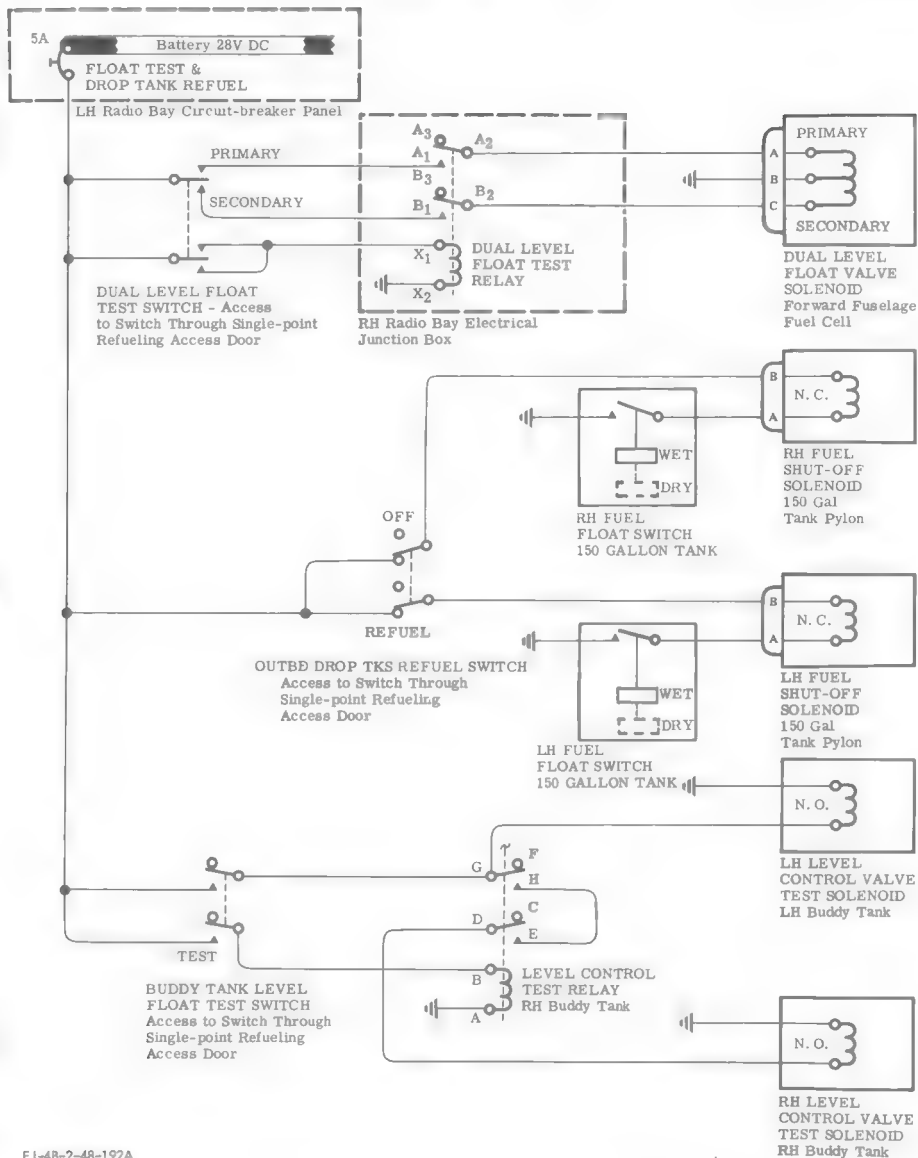 5A
Battery 28V DC
FLOAT TEST &
DROP TANK REFUEL
LH Radio Bay Circuit-breaker Panel
PRIMARY
SECONDARY
DUAL LEVEL FLOAT
TEST SWITCH - Access
to Switch Through Single-point
Refueling Access Door
A3
A1
A2
B3
B1
B2
X1
X2
DUAL LEVEL
FLOAT TEST
RELAY
RH Radio Bay Electrical
Junction Box
PRIMARY
A
B
C
SECONDARY
DUAL LEVEL
FLOAT VALVE
SOLENOID
Forward Fuselage
Fuel Cell
B
N. C.
A
RH FUEL
SHUT-OFF
SOLENOID
150 Gal
Tank Pylon
WET
DRY
RH FUEL
FLOAT SWITCH
150 GALLON TANK
OFF
REFUEL
OUTBD DROP TKS REFUEL SWITCH
Access to Switch Through
Single-point Refueling
Access Door
B
N. C.
A
LH FUEL
SHUT-OFF
SOLENOID
150 Gal
Tank Pylon
WET
DRY
LH FUEL
FLOAT SWITCH
150 GALLON TANK
N. O.
LH LEVEL
CONTROL VALVE
TEST SOLENOID
LH Buddy Tank
G
F
H
D
C
E
B
A
LEVEL CONTROL
TEST RELAY
RH Buddy Tank
TEST
BUDDY TANK LEVEL
FLOAT TEST SWITCH
Access to Switch Through
Single-point Refueling
Access Door
N. O.
RH LEVEL
CONTROL VALVE
TEST SOLENOID
RH Buddy Tank
FJ-4B-2-48-192A